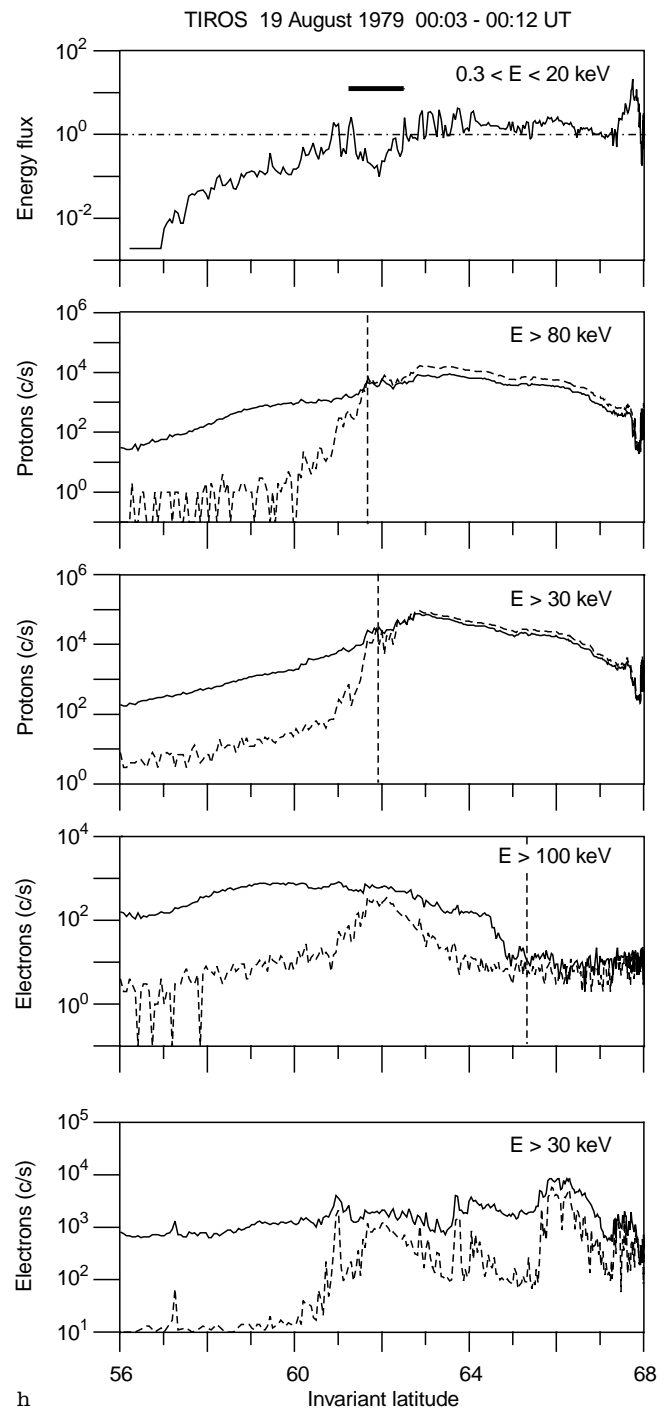 TIROS 19 August 1979 00:03 - 00:12 UT
10^2
10^0
10^-2
Energy flux
0.3 < E < 20 keV
10^6
10^4
10^2
10^0
Protons (c/s)
E > 80 keV
10^6
10^4
10^2
10^0
Protons (c/s)
E > 30 keV
10^4
10^2
10^0
Electrons (c/s)
E > 100 keV
10^5
10^4
10^3
10^2
10^1
Electrons (c/s)
E > 30 keV
56 60 64 68
Invariant latitude
h